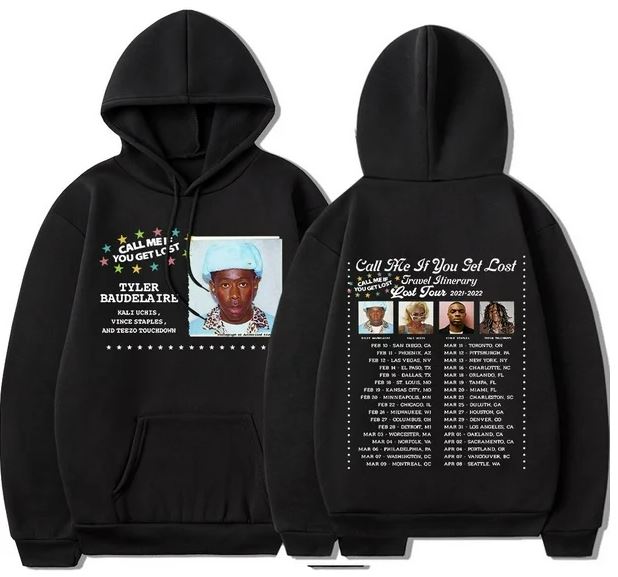 CALL ME IF
YOU GET LOST
TYLER
BAUDELAIRE
KALI UCHIS,
VINCE STAPLES,
AND TEEZO TOUCHDOWN
Call Me If You Get Lost
CALL ME IF
YOU GET LOST
Travel Itinerary
Lost Tour 2021-2022
FEB 10 - SAN DIEGO, CA
FEB 11 - PHOENIX, AZ
FEB 12 - LAS VEGAS, NV
FEB 14 - EL PASO, TX
FEB 16 - DALLAS, TX
FEB 18 - ST. LOUIS, MO
FEB 19 - KANSAS CITY, MO
FEB 20 - MINNEAPOLIS, MN
FEB 22 - CHICAGO, IL
FEB 26 - MILWAUKEE, WI
FEB 27 - COLUMBUS, OH
FEB 28 - DETROIT, MI
MAR 03 - WORCESTER, MA
MAR 04 - NORFOLK, VA
MAR 06 - PHILADELPHIA, PA
MAR 07 - WASHINGTON, DC
MAR 09 - MONTREAL, QC
MAR 11 - TORONTO, ON
MAR 12 - PITTSBURGH, PA
MAR 13 - NEW YORK, NY
MAR 16 - CHARLOTTE, NC
MAR 18 - ORLANDO, FL
MAR 19 - TAMPA, FL
MAR 20 - MIAMI, FL
MAR 23 - CHARLESTON, SC
MAR 25 - DULUTH, GA
MAR 27 - HOUSTON, GA
MAR 29 - DENVER, CO
MAR 31 - LOS ANGELES, CA
APR 01 - OAKLAND, CA
APR 02 - SACRAMENTO, CA
APR 04 - PORTLAND, OR
APR 07 - VANCOUVER, BC
APR 08 - SEATTLE, WA